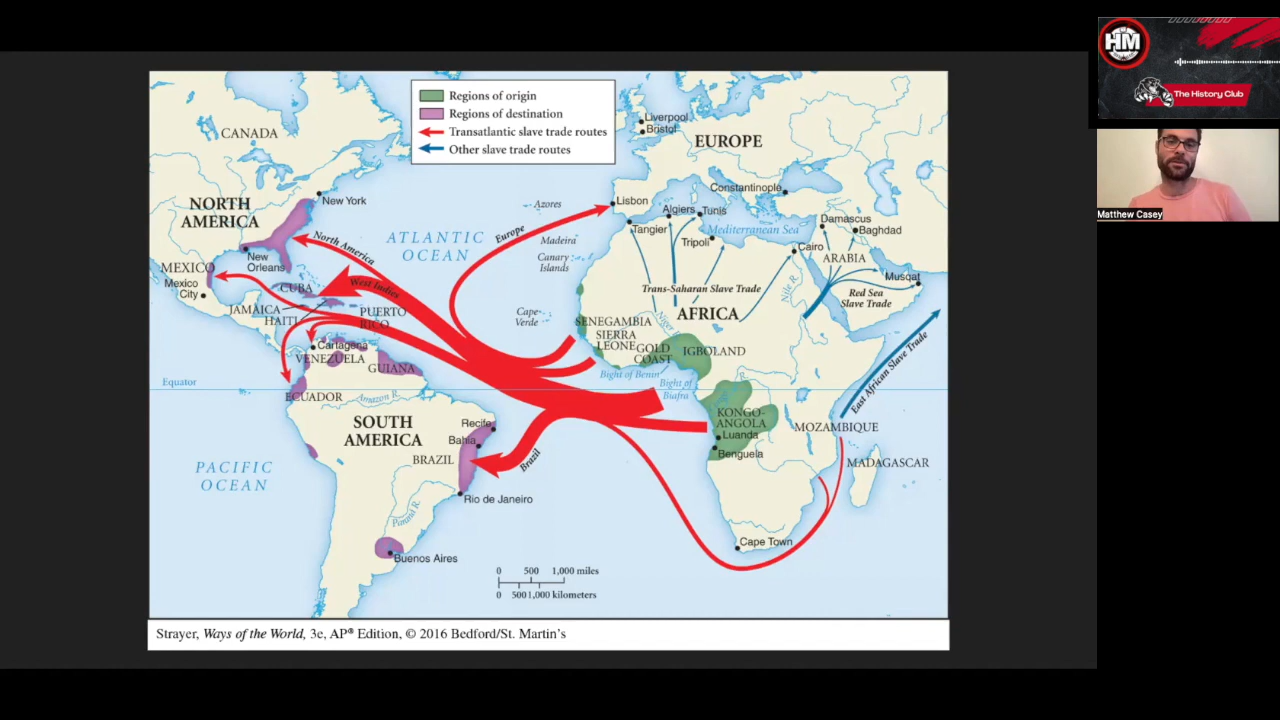 Regions of origin
Regions of destination
Transatlantic slave trade routes
Other slave trade routes
CANADA
NORTH
AMERICA
New York
New
Orleans
MEXICO
Mexico
City
CUBA
JAMAICA
HAITI
PUERTO
RICO
Cartagena
VENEZUELA
GUIANA
Equator
ECUADOR
Amazon R.
SOUTH
AMERICA
Recife
Bahia
BRAZIL
Rio de Janeiro
Paraná R.
Buenos Aires
PACIFIC
OCEAN
ATLANTIC
OCEAN
North America
West Indies
Europe
Brazil
Azores
Madeira
Canary
Islands
Cape-
Verde
Liverpool
Bristol
EUROPE
Lisbon
Constantinople
Algiers
Tunis
Tangier
Tripoli
Mediterranean Sea
Damascus
Baghdad
Cairo
ARABIA
Nile R.
Musqat
Trans-Saharan Slave Trade
Red Sea
Slave Trade
AFRICA
SENEGAMBIA
SIERRA
LEONE
GOLD
COAST
Niger
IGBOLAND
Bight of Benin
Bight of
Biafra
KONGO-
ANGOLA
Luanda
Benguela
MOZAMBIQUE
East African Slave Trade
MADAGASCAR
Cape Town
0 500 1,000 miles
0 500 1,000 kilometers
Strayer, Ways of the World, 3e, AP® Edition, © 2016 Bedford/St. Martin's
HM
The History Club
Matthew Casey